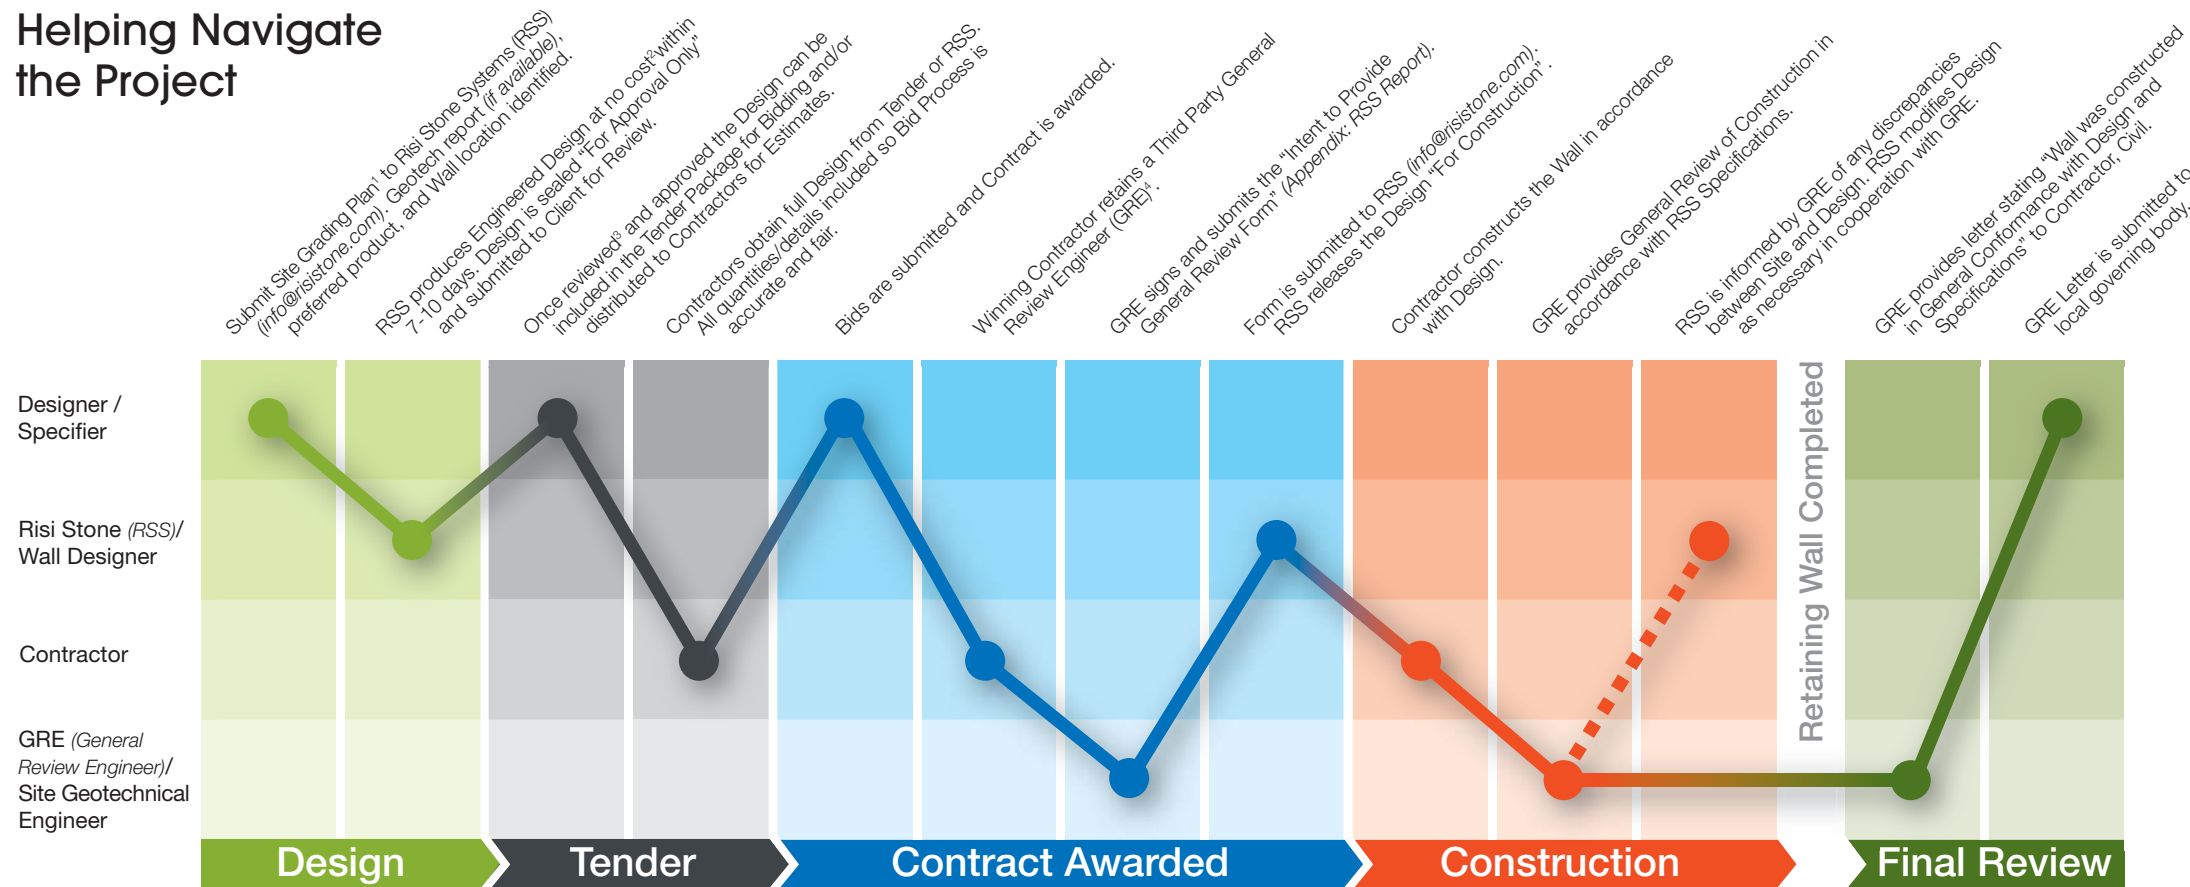 Helping Navigate
the Project
Submit Site Grading Plan¹ to Risi Stone Systems (RSS)
(info@risistone.com). Geotech report (if available),
preferred product, and Wall location identified.
RSS produces Engineered Design at no cost² within
7-10 days. Design is sealed “For Approval Only”
and submitted to Client for Review.
Once reviewed³ and approved the Design can be
included in the Tender Package for Bidding and/or
distributed to Contractors for Estimates.
Contractors obtain full Design from Tender or RSS.
All quantities/details included so Bid Process is
accurate and fair.
Bids are submitted and Contract is awarded.
Winning Contractor retains a Third Party General
Review Engineer (GRE)⁴.
GRE signs and submits the “Intent to Provide
General Review Form” (Appendix: RSS Report).
Form is submitted to RSS (info@risistone.com).
RSS releases the Design “For Construction”.
Contractor constructs the Wall in accordance
with Design.
GRE provides General Review of Construction in
accordance with RSS Specifications.
RSS is informed by GRE of any discrepancies
between Site and Design. RSS modifies Design
as necessary in cooperation with GRE.
GRE provides letter stating “Wall was constructed
in General Conformance with Design and
Specifications” to Contractor, Civil.
GRE Letter is submitted to
local governing body.
Designer /
Specifier
Risi Stone (RSS)/
Wall Designer
Contractor
GRE (General
Review Engineer)/
Site Geotechnical
Engineer
Retaining Wall Completed
Design
Tender
Contract Awarded
Construction
Final Review